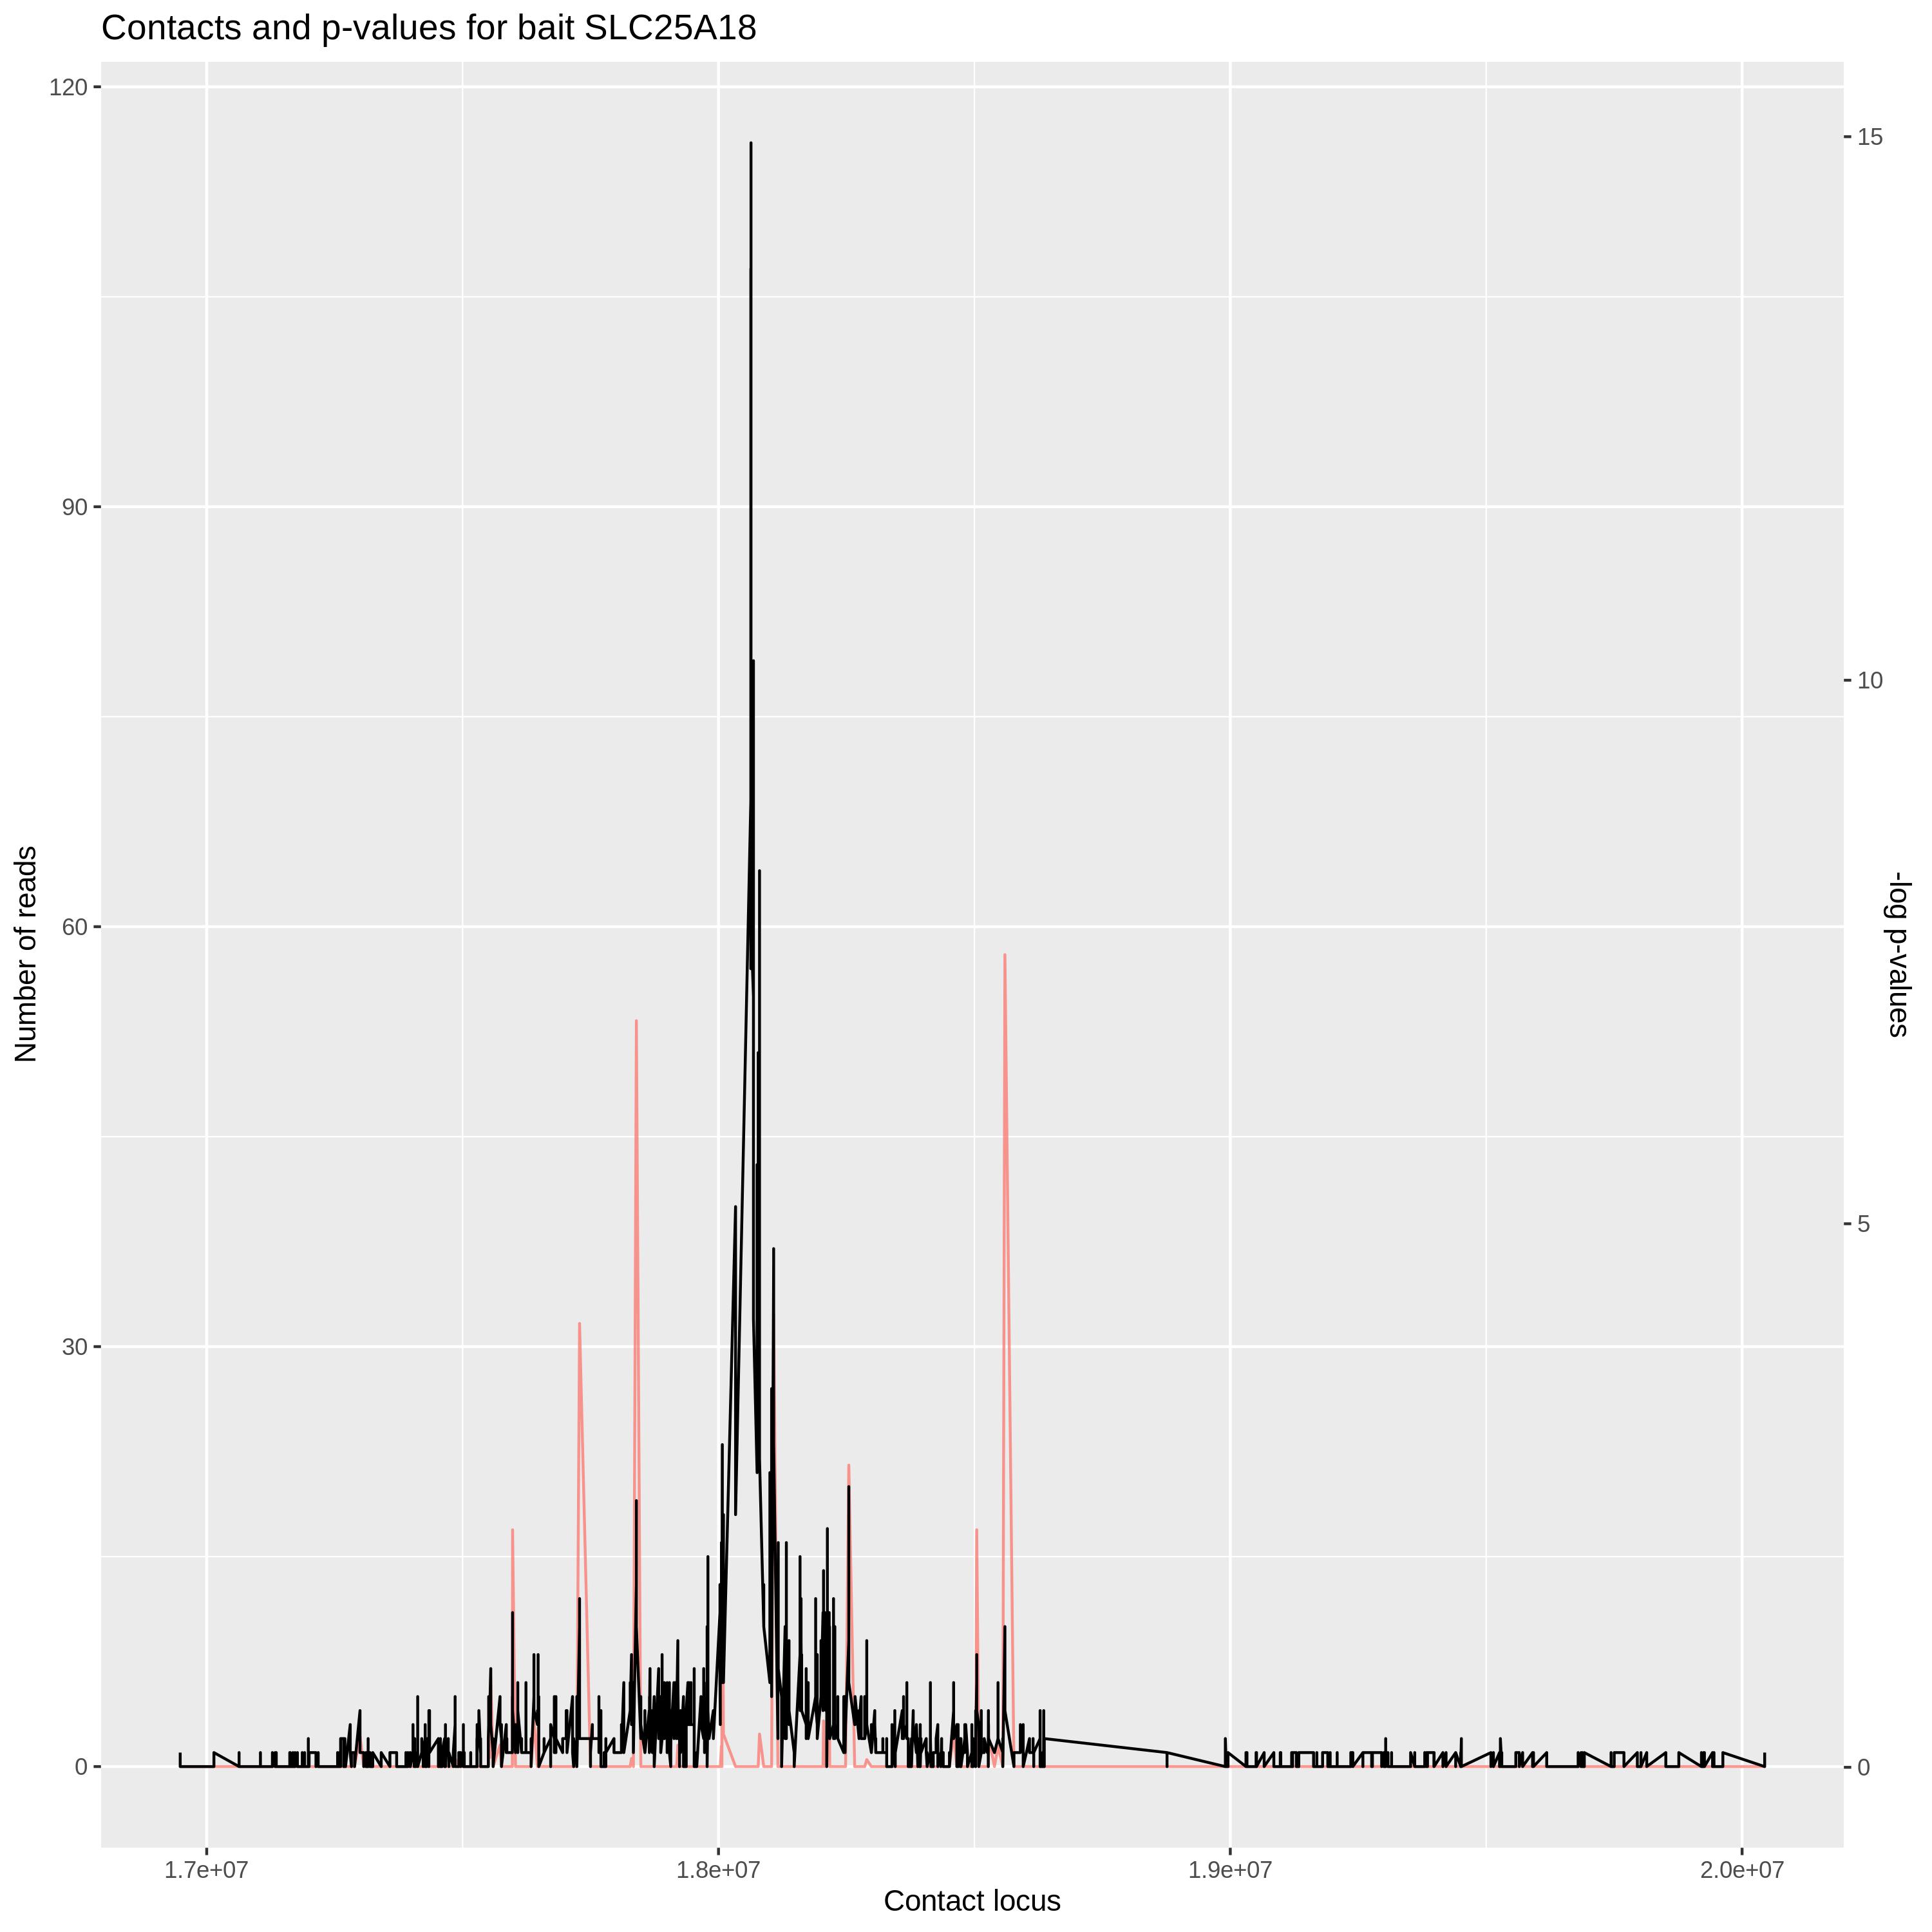 Contacts and p-values for bait SLC25A18
120
90
60
30
0
Number of reads
15
10
5
0
-log p-values
1.7e+07
1.8e+07
1.9e+07
2.0e+07
Contact locus